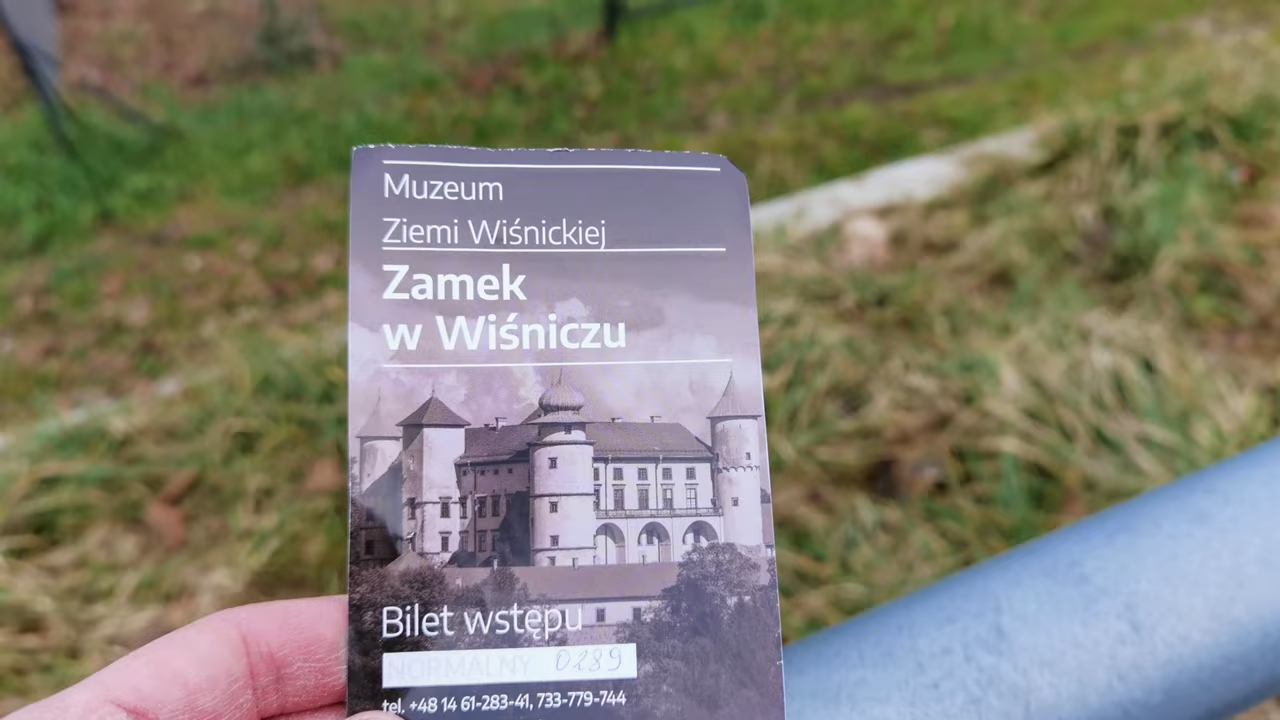 Muzeum
Ziemi Wiśnickiej
Zamek
w Wiśniczu
Bilet wstępu
NORMALNY 0289
tel. +48 14 61-283-41, 733-779-744